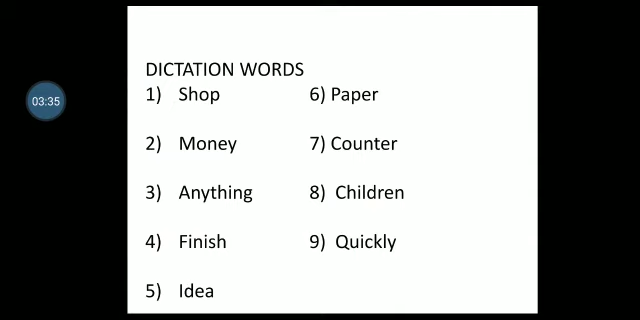 03:35
DICTATION WORDS
1) Shop
6) Paper
2) Money
7) Counter
3) Anything
8) Children
4) Finish
9) Quickly
5) Idea